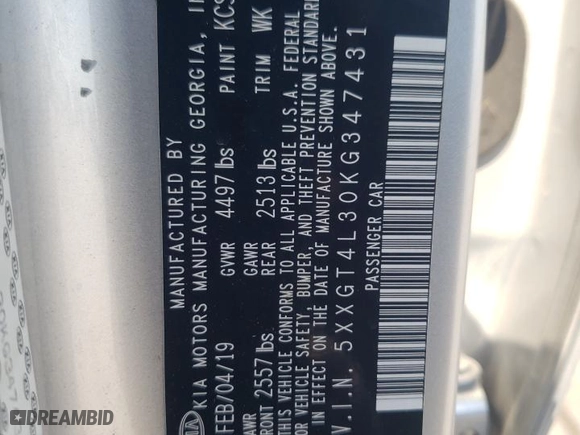 MANUFACTURED BY
KIA MOTORS MANUFACTURING GEORGIA,
FEB/04/19 GVWR 4497 lbs PAINT KCS
GAWR GAWR
FRONT 2557 lbs REAR 2513 lbs TRIM WK
THIS VEHICLE CONFORMS TO ALL APPLICABLE U.S.A. FEDERAL
VEHICLE SAFETY, BUMPER, AND THEFT PREVENTION STANDARDS
IN EFFECT ON THE DATE OF MANUFACTURE SHOWN ABOVE.
V.I.N. 5XXGT4L30KG347431
PASSENGER CAR
DREAMBID